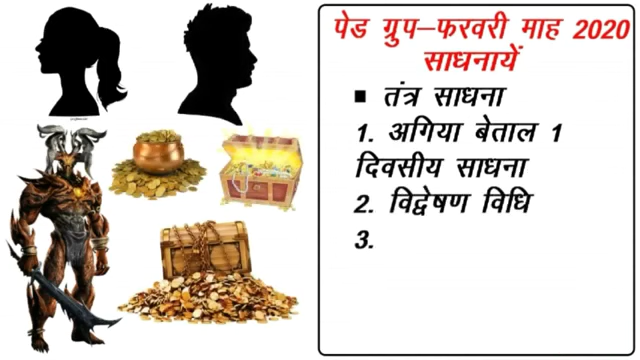 पेड ग्रुप–फरवरी माह 2020
साधनायें
▪ तंत्र साधना
1. अगिया बेताल 1
दिवसीय साधना
2. विद्वेषण विधि
3.